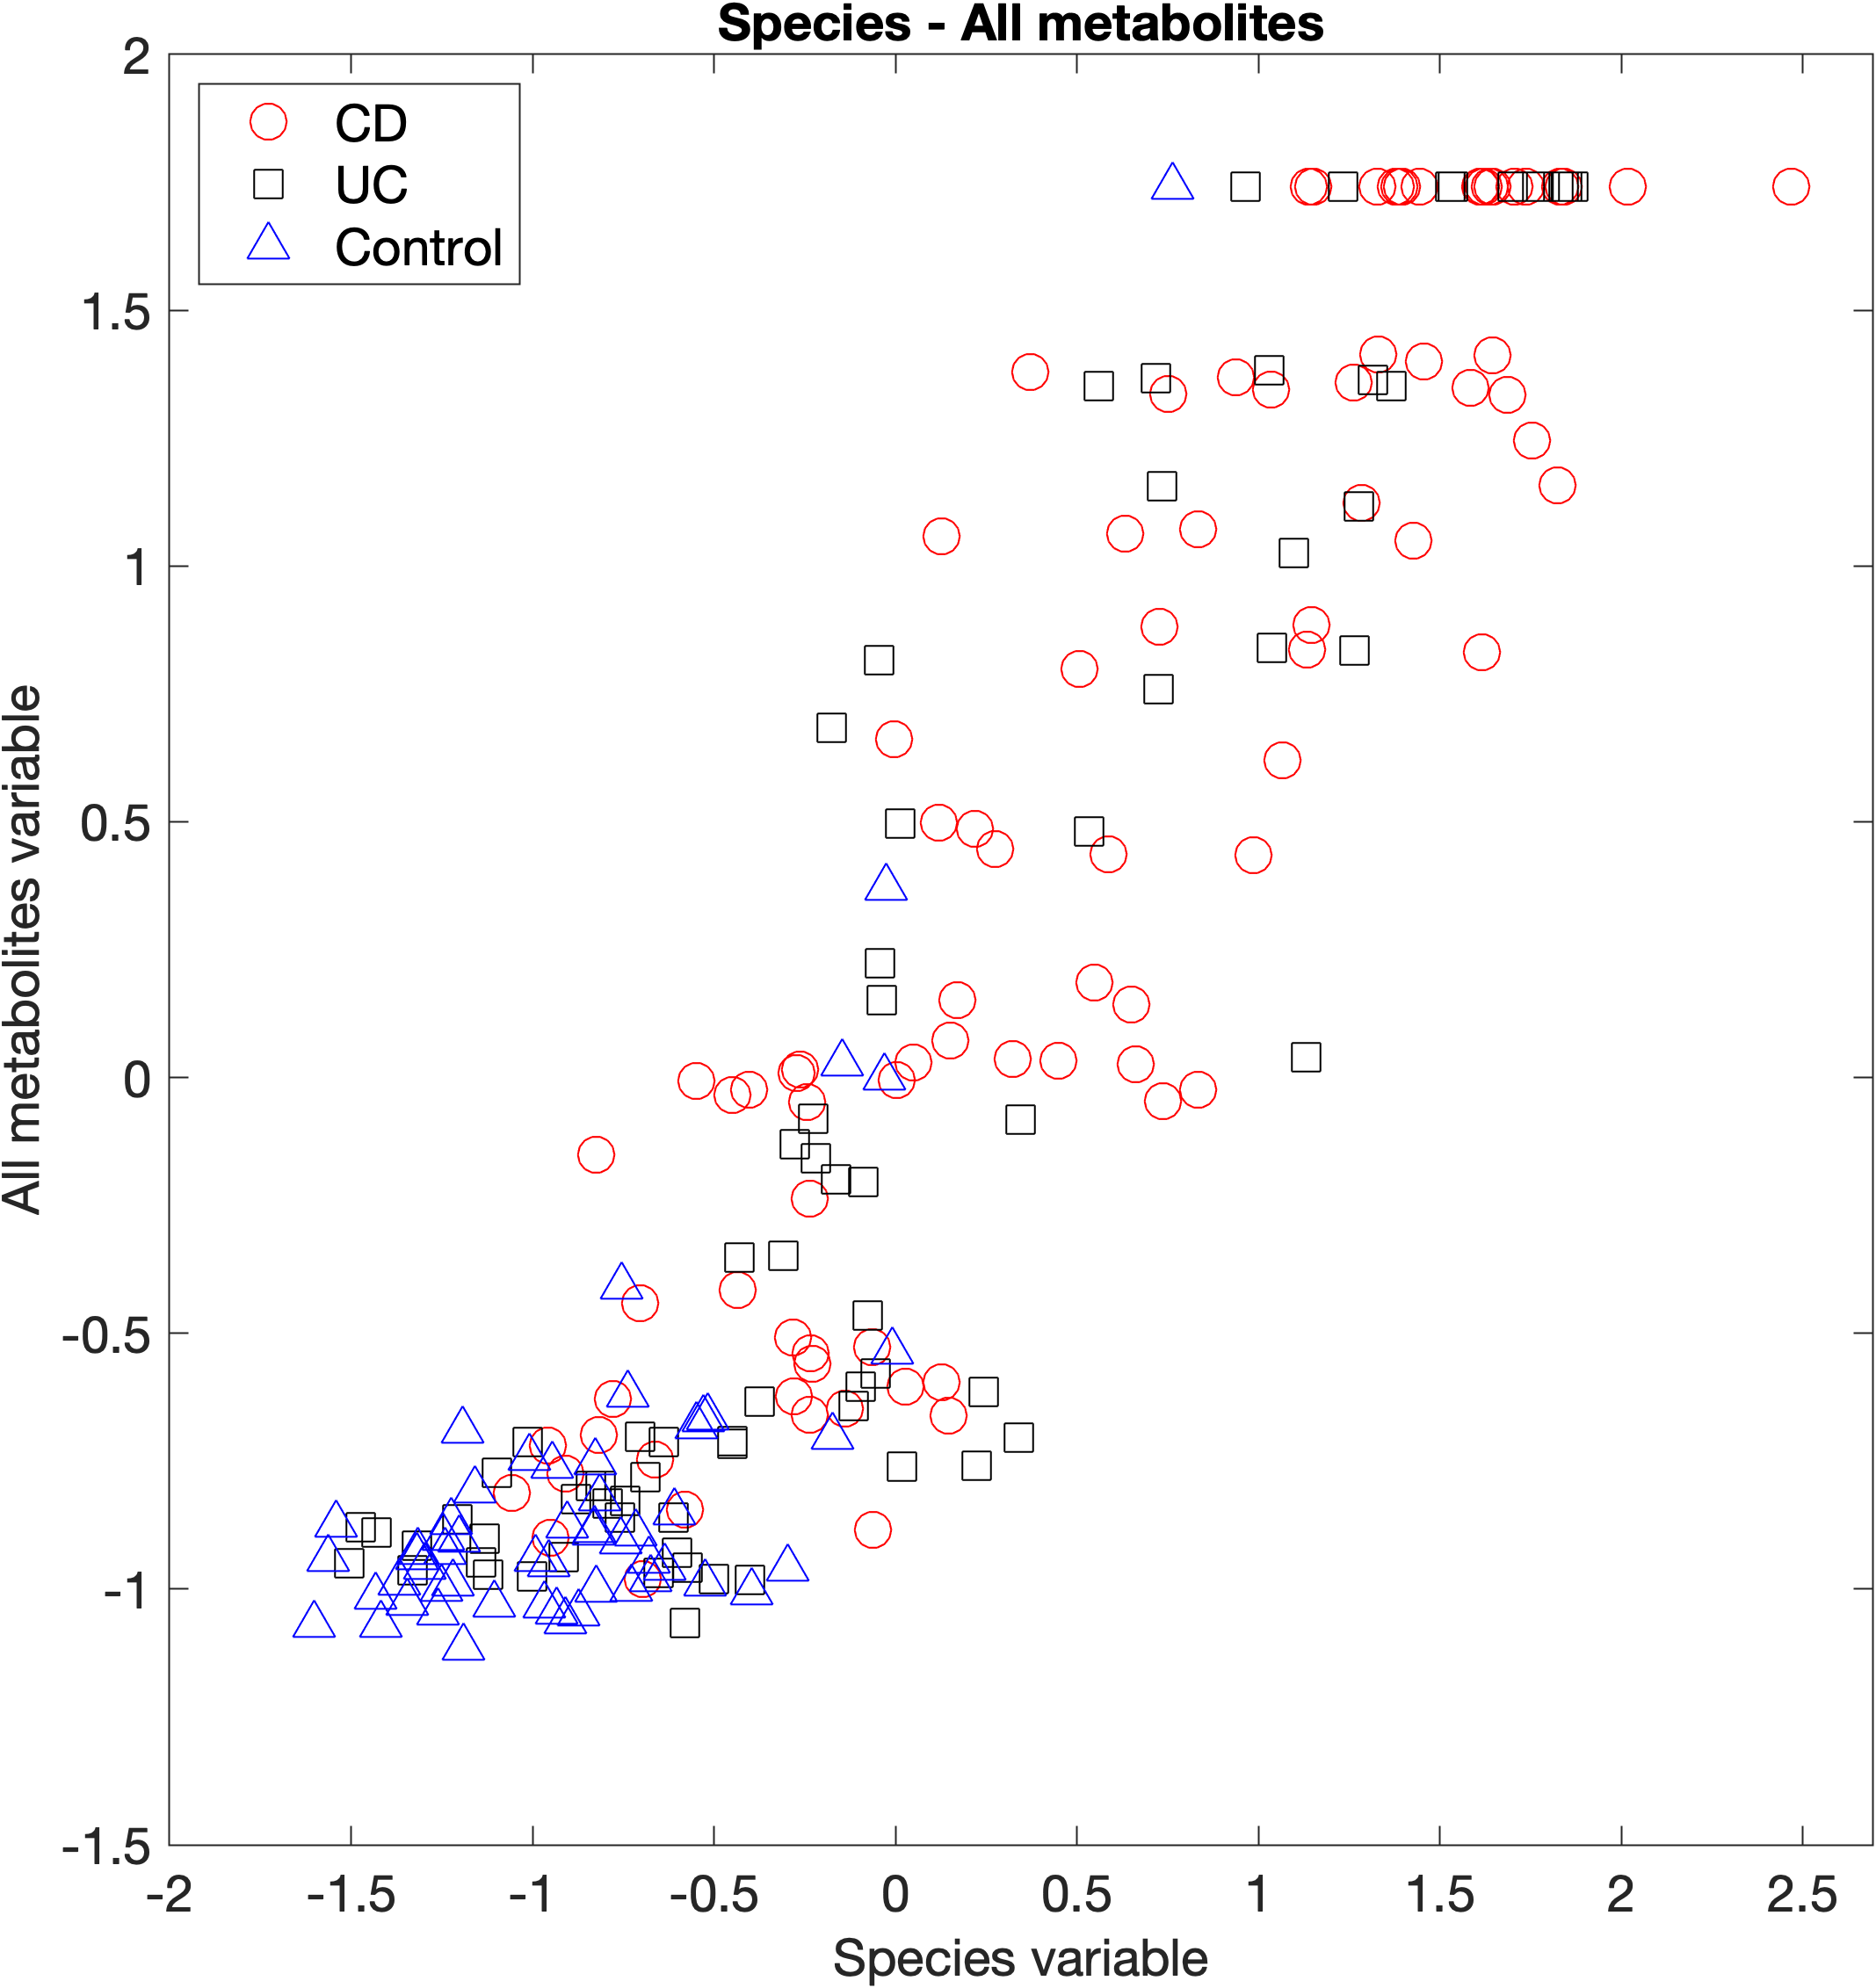 Species - All metabolites
CD
UC
Control
All metabolites variable
2
1.5
1
0.5
0
-0.5
-1
-1.5
-2 -1.5 -1 -0.5 0 0.5 1 1.5 2 2.5
Species variable